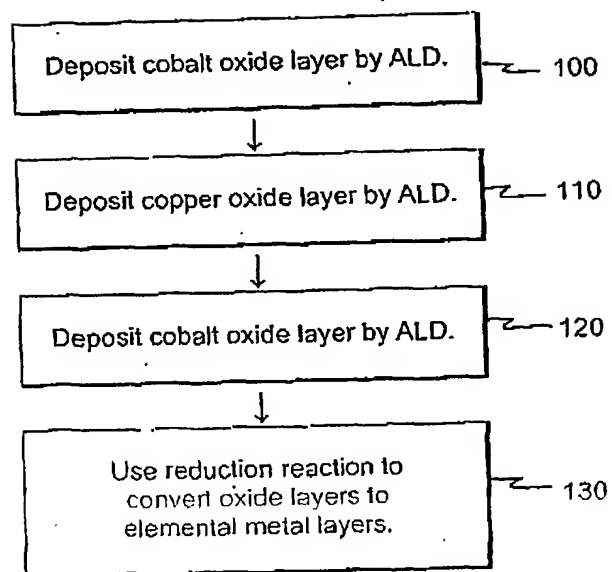 Deposit cobalt oxide layer by ALD.
100
Deposit copper oxide layer by ALD.
110
Deposit cobalt oxide layer by ALD.
120
Use reduction reaction to
convert oxide layers to
elemental metal layers.
130